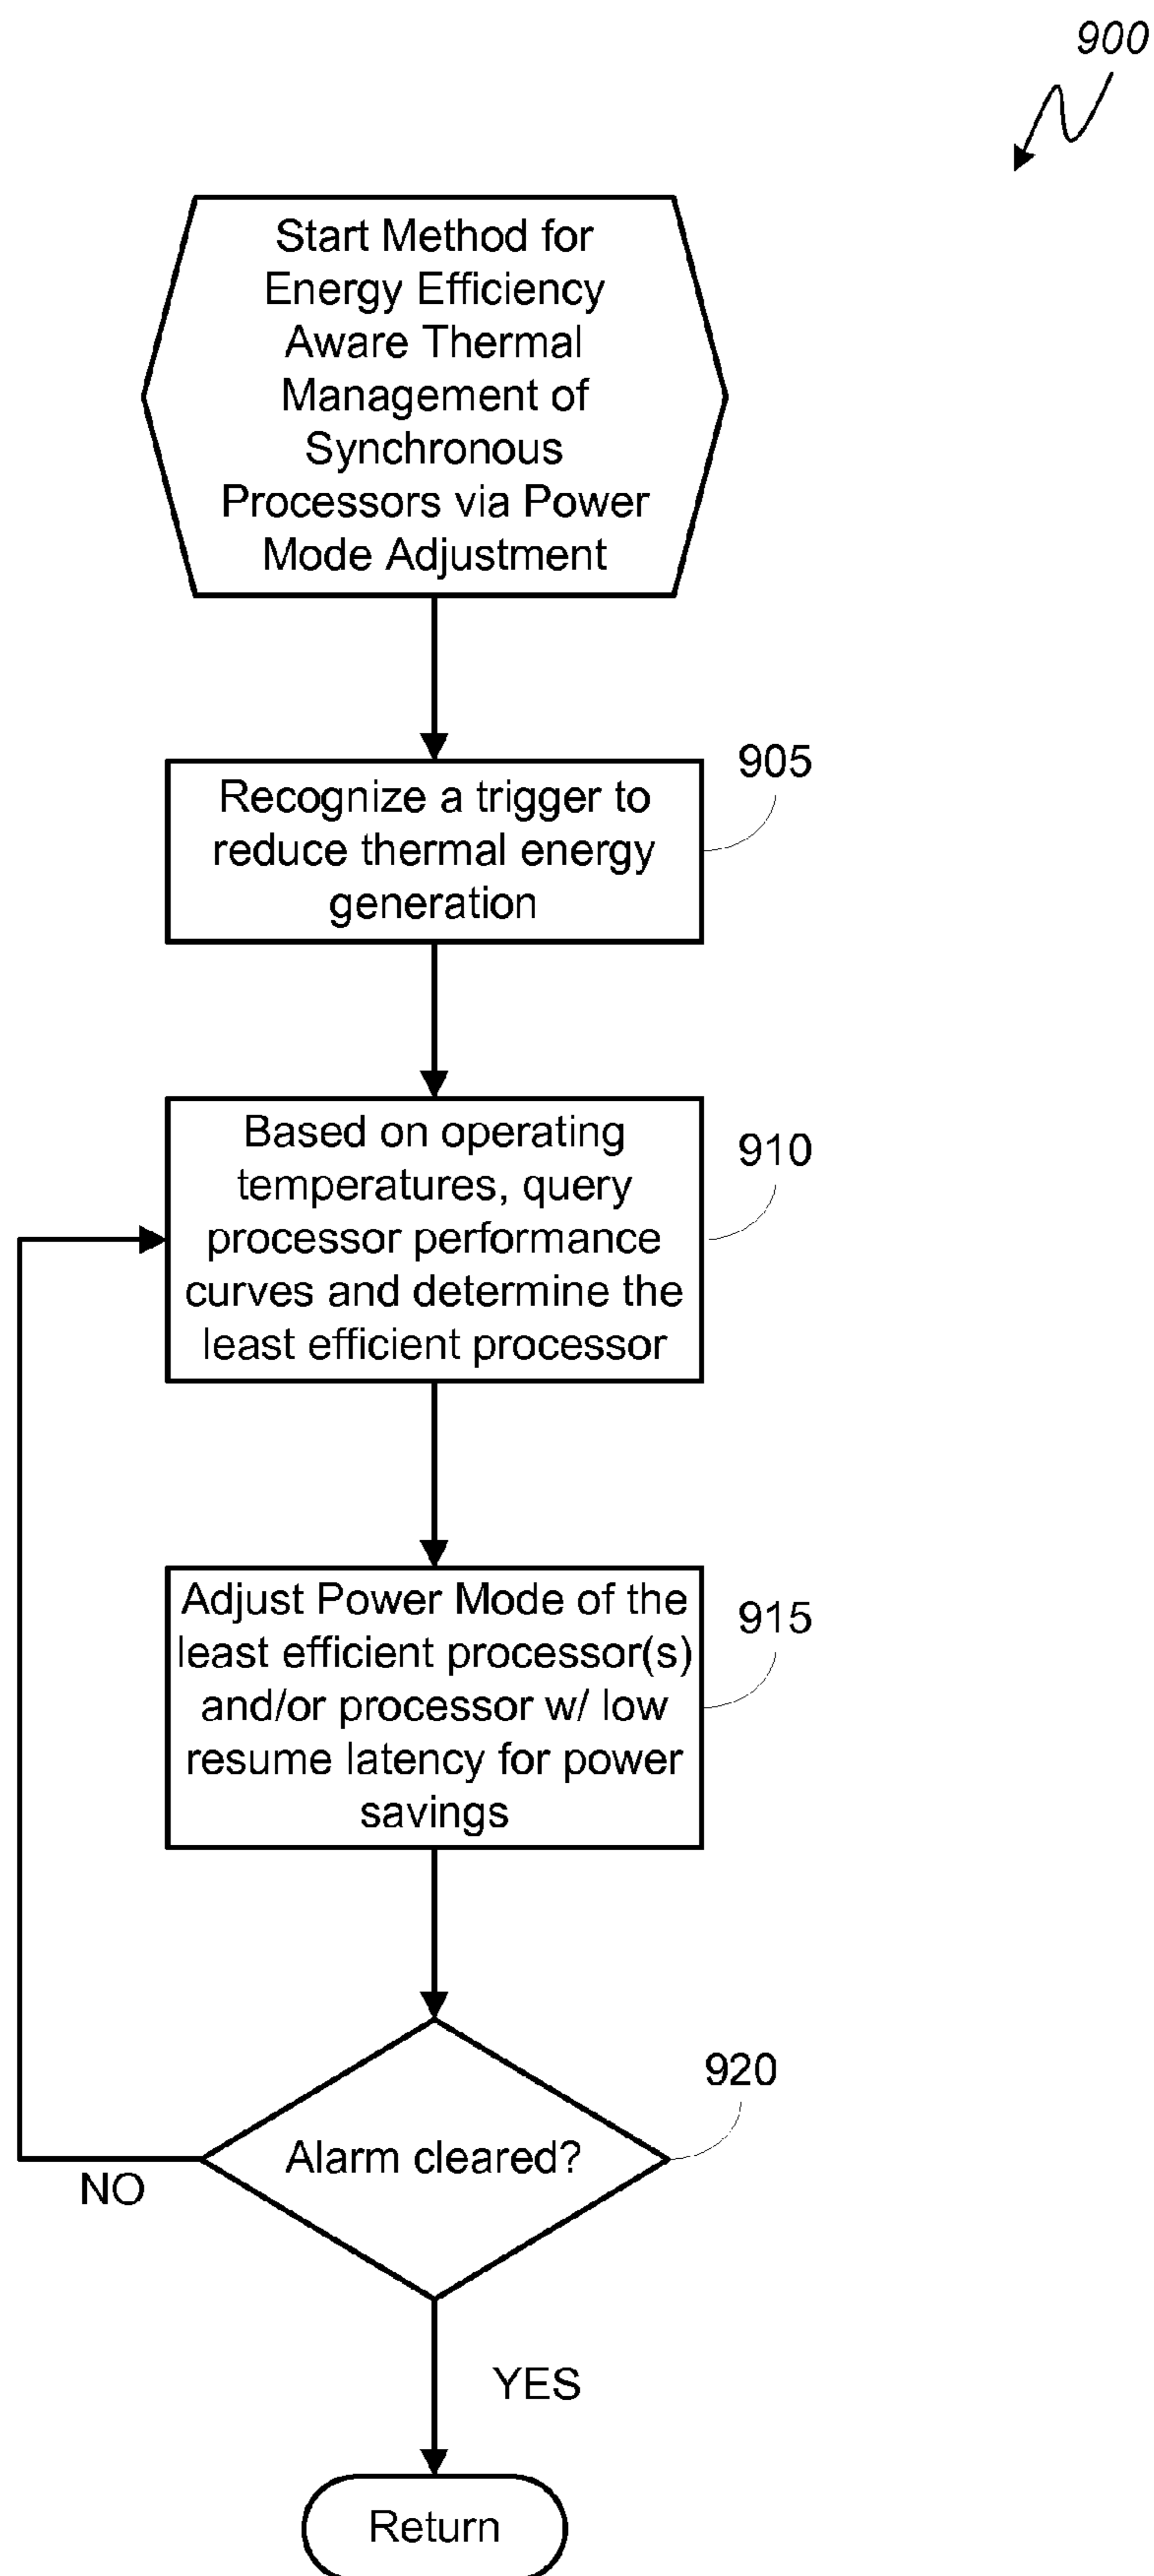 900
Start Method for
Energy Efficiency
Aware Thermal
Management of
Synchronous
Processors via Power
Mode Adjustment
905
Recognize a trigger to
reduce thermal energy
generation
910
Based on operating
temperatures, query
processor performance
curves and determine the
least efficient processor
915
Adjust Power Mode of the
least efficient processor(s)
and/or processor w/ low
resume latency for power
savings
920
Alarm cleared?
NO
YES
Return